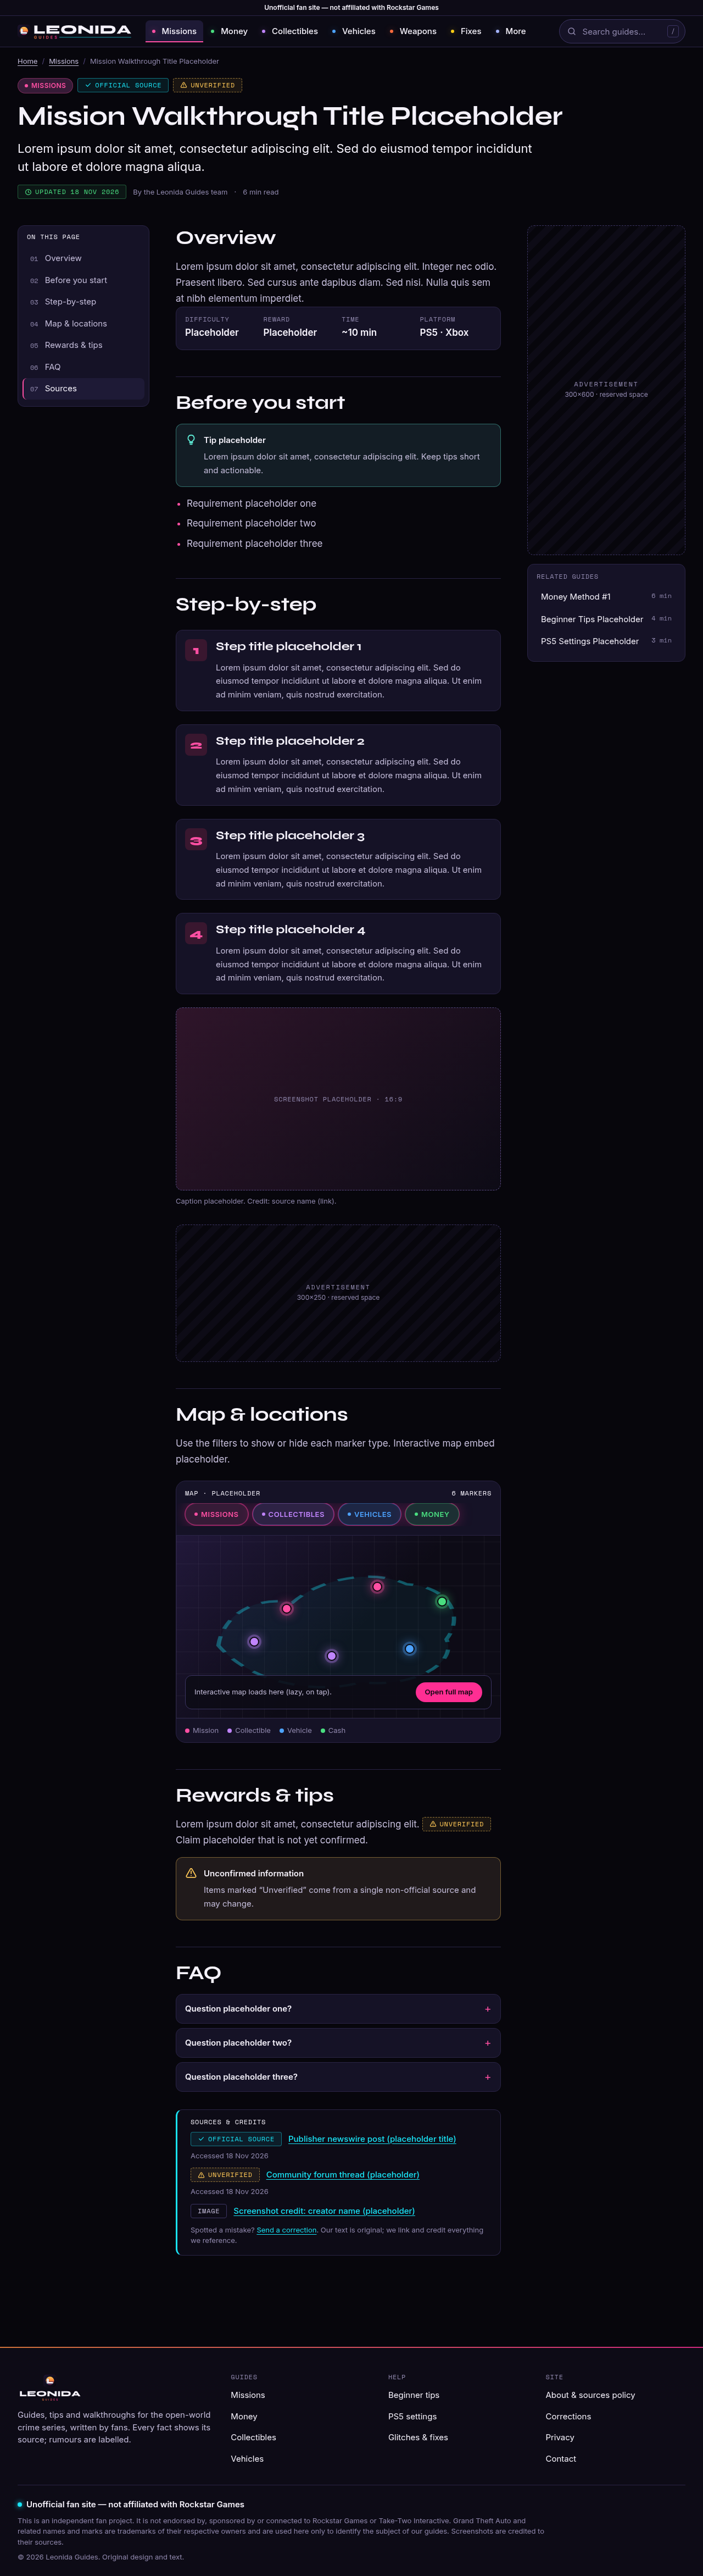 Unofficial fan site — not affiliated with Rockstar Games
LEONIDA
GUIDES
Missions
Money
Collectibles
Vehicles
Weapons
Fixes
More
Search guides...
/
Home / Missions / Mission Walkthrough Title Placeholder
MISSIONS
OFFICIAL SOURCE
UNVERIFIED
Mission Walkthrough Title Placeholder
Lorem ipsum dolor sit amet, consectetur adipiscing elit. Sed do eiusmod tempor incididunt
ut labore et dolore magna aliqua.
UPDATED 18 NOV 2026
By the Leonida Guides team · 6 min read
ON THIS PAGE
01 Overview
02 Before you start
03 Step-by-step
04 Map & locations
05 Rewards & tips
06 FAQ
07 Sources
Overview
Lorem ipsum dolor sit amet, consectetur adipiscing elit. Integer nec odio.
Praesent libero. Sed cursus ante dapibus diam. Sed nisi. Nulla quis sem
at nibh elementum imperdiet.
DIFFICULTY
Placeholder
REWARD
Placeholder
TIME
~10 min
PLATFORM
PS5 · Xbox
Before you start
Tip placeholder
Lorem ipsum dolor sit amet, consectetur adipiscing elit. Keep tips short
and actionable.
Requirement placeholder one
Requirement placeholder two
Requirement placeholder three
Step-by-step
1
Step title placeholder 1
Lorem ipsum dolor sit amet, consectetur adipiscing elit. Sed do
eiusmod tempor incididunt ut labore et dolore magna aliqua. Ut enim
ad minim veniam, quis nostrud exercitation.
2
Step title placeholder 2
Lorem ipsum dolor sit amet, consectetur adipiscing elit. Sed do
eiusmod tempor incididunt ut labore et dolore magna aliqua. Ut enim
ad minim veniam, quis nostrud exercitation.
3
Step title placeholder 3
Lorem ipsum dolor sit amet, consectetur adipiscing elit. Sed do
eiusmod tempor incididunt ut labore et dolore magna aliqua. Ut enim
ad minim veniam, quis nostrud exercitation.
4
Step title placeholder 4
Lorem ipsum dolor sit amet, consectetur adipiscing elit. Sed do
eiusmod tempor incididunt ut labore et dolore magna aliqua. Ut enim
ad minim veniam, quis nostrud exercitation.
SCREENSHOT PLACEHOLDER · 16:9
Caption placeholder. Credit: source name (link).
ADVERTISEMENT
300×250 · reserved space
Map & locations
Use the filters to show or hide each marker type. Interactive map embed
placeholder.
MAP · PLACEHOLDER
6 MARKERS
MISSIONS
COLLECTIBLES
VEHICLES
MONEY
Interactive map loads here (lazy, on tap).
Open full map
Mission
Collectible
Vehicle
Cash
Rewards & tips
Lorem ipsum dolor sit amet, consectetur adipiscing elit. UNVERIFIED
Claim placeholder that is not yet confirmed.
Unconfirmed information
Items marked “Unverified” come from a single non-official source and
may change.
FAQ
Question placeholder one? +
Question placeholder two? +
Question placeholder three? +
SOURCES & CREDITS
OFFICIAL SOURCE Publisher newswire post (placeholder title)
Accessed 18 Nov 2026
UNVERIFIED Community forum thread (placeholder)
Accessed 18 Nov 2026
IMAGE Screenshot credit: creator name (placeholder)
Spotted a mistake? Send a correction. Our text is original; we link and credit everything
we reference.
ADVERTISEMENT
300×600 · reserved space
RELATED GUIDES
Money Method #1 6 min
Beginner Tips Placeholder 4 min
PS5 Settings Placeholder 3 min
LEONIDA
GUIDES
Guides, tips and walkthroughs for the open-world
crime series, written by fans. Every fact shows its
source; rumours are labelled.
GUIDES
Missions
Money
Collectibles
Vehicles
HELP
Beginner tips
PS5 settings
Glitches & fixes
SITE
About & sources policy
Corrections
Privacy
Contact
Unofficial fan site — not affiliated with Rockstar Games
This is an independent fan project. It is not endorsed by, sponsored by or connected to Rockstar Games or Take-Two Interactive. Grand Theft Auto and
related names and marks are trademarks of their respective owners and are used here only to identify the subject of our guides. Screenshots are credited to
their sources.
© 2026 Leonida Guides. Original design and text.